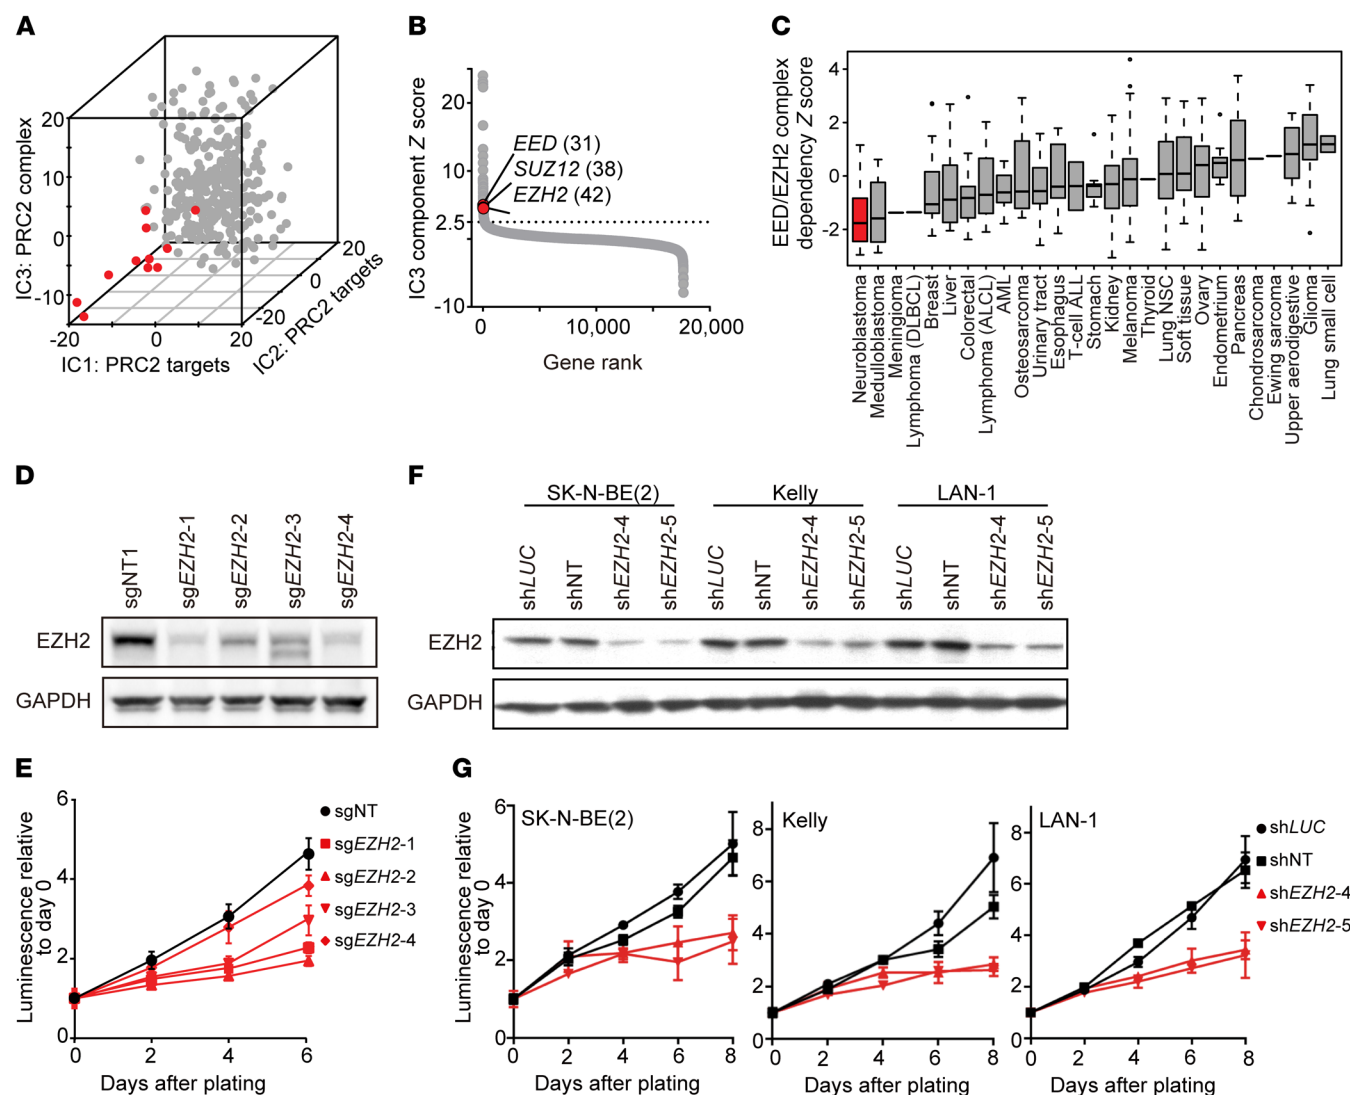 A
IC3: PRC2 complex
20
10
0
-10
-20
0
20
IC1: PRC2 targets
-20
0
20
IC2: PRC2 targets
B
IC3 component Z score
20
10
2.5
-10
EED (31)
SUZ12 (38)
EZH2 (42)
0
10,000
20,000
Gene rank
C
EED/EZH2 complex
dependency Z score
4
2
0
-2
Neuroblastoma
Medulloblastoma
Meningioma
Lymphoma (DLBCL)
Breast
Liver
Colorectal
Lymphoma (ALCL)
AML
Osteosarcoma
Urinary tract
Esophagus
T-cell ALL
Stomach
Kidney
Melanoma
Thyroid
Lung NSC
Soft tissue
Ovary
Endometrium
Pancreas
Chondrosarcoma
Ewing sarcoma
Upper aerodigestive
Glioma
Lung small cell
D
sgNT1
sgEZH2-1
sgEZH2-2
sgEZH2-3
sgEZH2-4
EZH2
GAPDH
F
SK-N-BE(2)
Kelly
LAN-1
shLUC
shNT
shEZH2-4
shEZH2-5
shLUC
shNT
shEZH2-4
shEZH2-5
shLUC
shNT
shEZH2-4
shEZH2-5
EZH2
GAPDH
E
Luminescence relative
to day 0
6
4
2
0
0
2
4
6
Days after plating
sgNT
sgEZH2-1
sgEZH2-2
sgEZH2-3
sgEZH2-4
G
Luminescence relative
to day 0
SK-N-BE(2)
6
4
2
0
0
2
4
6
8
Days after plating
Kelly
8
6
4
2
0
0
2
4
6
8
Days after plating
LAN-1
8
6
4
2
0
0
2
4
6
8
Days after plating
shLUC
shNT
shEZH2-4
shEZH2-5